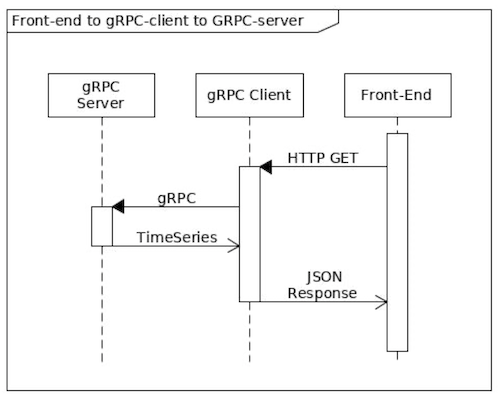 Front-end to gRPC-client to GRPC-server
gRPC
Server
gRPC Client
Front-End
HTTP GET
gRPC
TimeSeries
JSON
Response